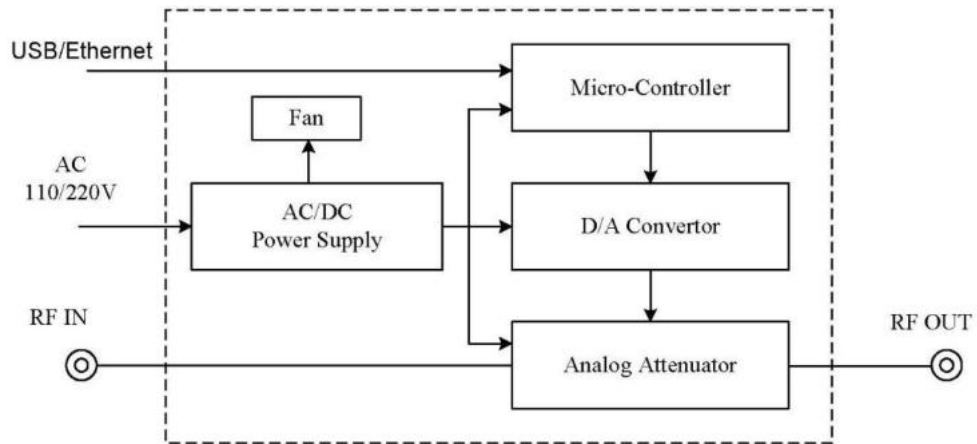 USB/Ethernet
Micro-Controller
Fan
AC
110/220V
AC/DC
Power Supply
D/A Convertor
RF IN
Analog Attenuator
RF OUT